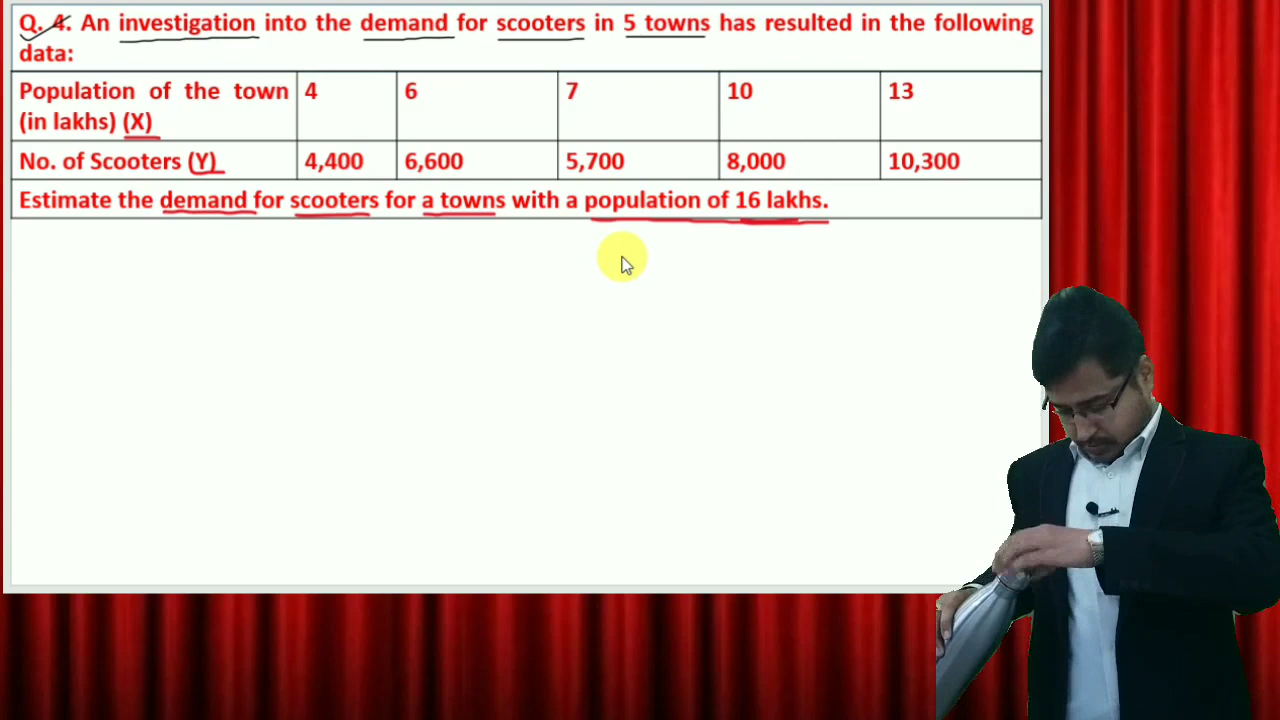 Q. 4. An investigation into the demand for scooters in 5 towns has resulted in the following
data:
Population of the town 4 6 7 10 13
(in lakhs) (X)
No. of Scooters (Y) 4,400 6,600 5,700 8,000 10,300
Estimate the demand for scooters for a towns with a population of 16 lakhs.